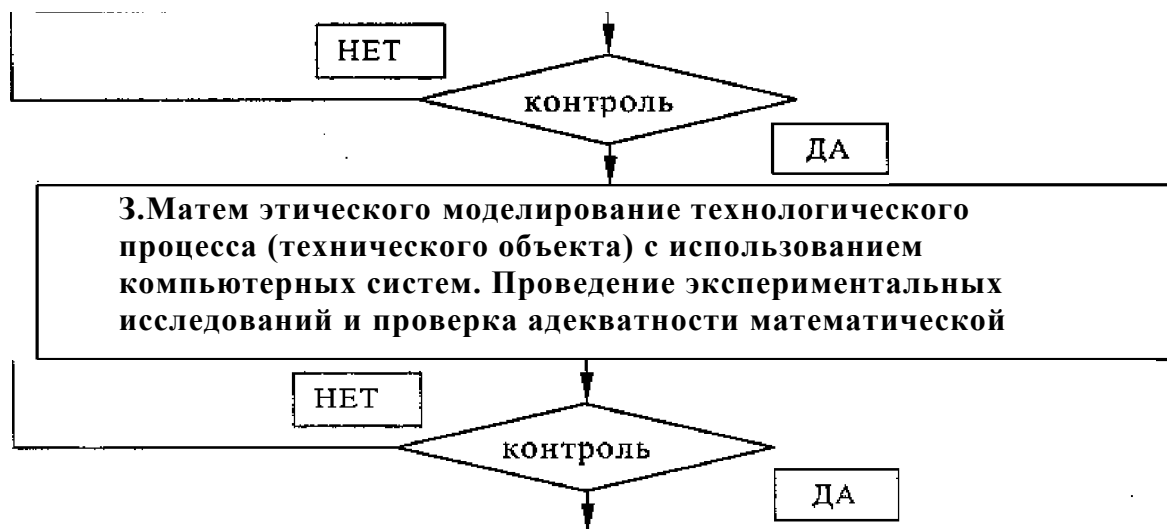 НЕТ
контроль
ДА
3.Матем этического моделирование технологического
процесса (технического объекта) с использованием
компьютерных систем. Проведение экспериментальных
исследований и проверка адекватности математической
НЕТ
контроль
ДА